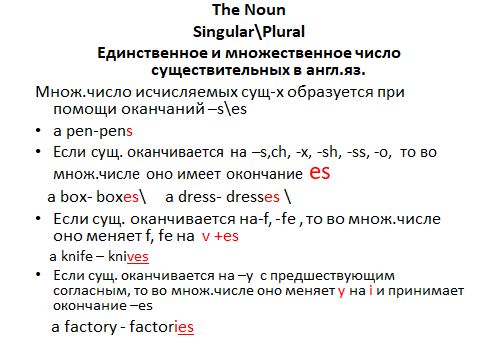 The Noun
Singular\Plural
Единственное и множественное число
существительных в англ.яз.
Множ.число исчисляемых сущ-х образуется при
помощи окончаний –s\es
• a pen-pens
• Если сущ. оканчивается на –s,ch, -x, -sh, -ss, -o, то во
множ.числе оно имеет окончание es
a box- boxes\ a dress- dresses \
• Если сущ. оканчивается на-f, -fe , то во множ.числе
оно меняет f, fe на v +es
a knife – knives
• Если сущ. оканчивается на –y с предшествующим
согласным, то во множ.числе оно меняет y на i и принимает
окончание –es
a factory - factories